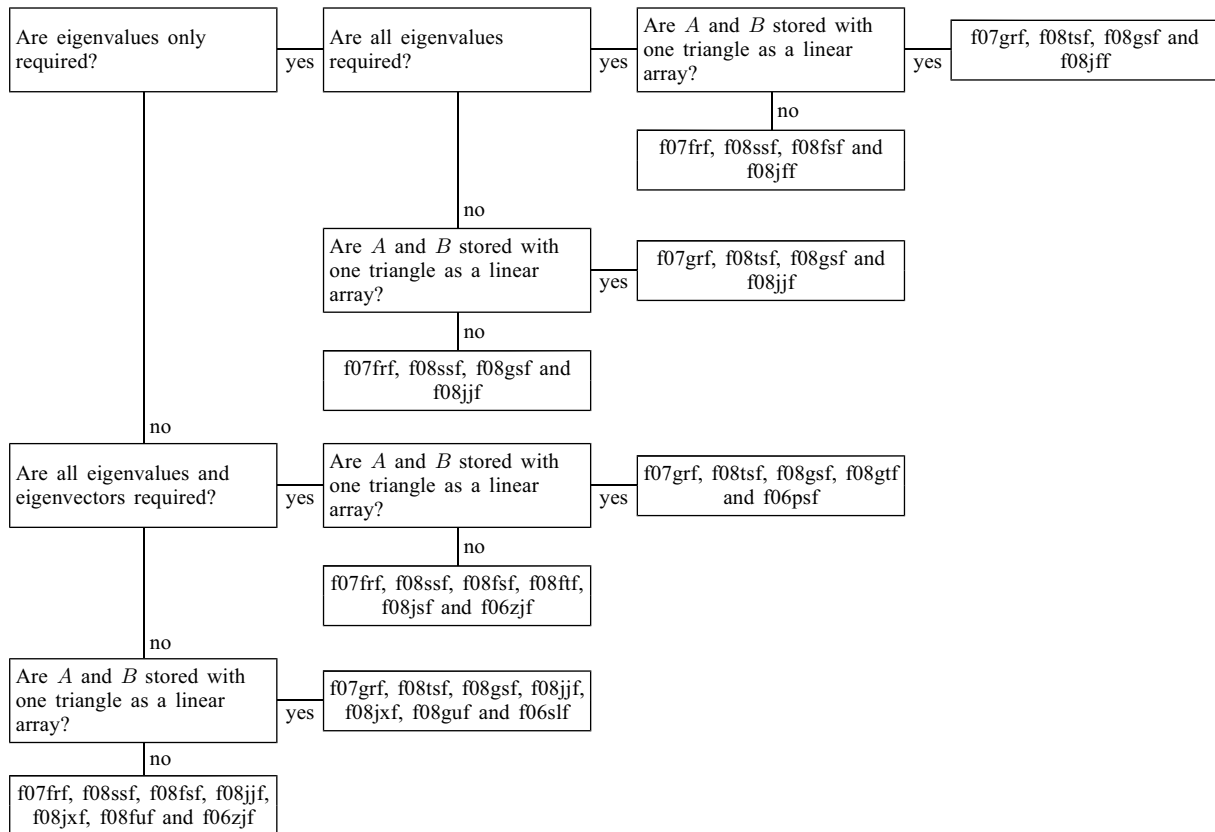 Are eigenvalues only
required?
yes
Are all eigenvalues
required?
yes
Are A and B stored with
one triangle as a linear
array?
yes
f07grf, f08tsf, f08gsf and
f08jff
no
f07frf, f08ssf, f08fsf and
f08jff
no
Are A and B stored with
one triangle as a linear
array?
yes
f07grf, f08tsf, f08gsf and
f08jjf
no
f07frf, f08ssf, f08gsf and
f08jjf
no
Are all eigenvalues and
eigenvectors required?
yes
Are A and B stored with
one triangle as a linear
array?
yes
f07grf, f08tsf, f08gsf, f08gtf
and f06psf
no
f07frf, f08ssf, f08fsf, f08ftf,
f08jsf and f06zjf
no
Are A and B stored with
one triangle as a linear
array?
yes
f07grf, f08tsf, f08gsf, f08jjf,
f08jxf, f08guf and f06slf
no
f07frf, f08ssf, f08fsf, f08jjf,
f08jxf, f08fuf and f06zjf